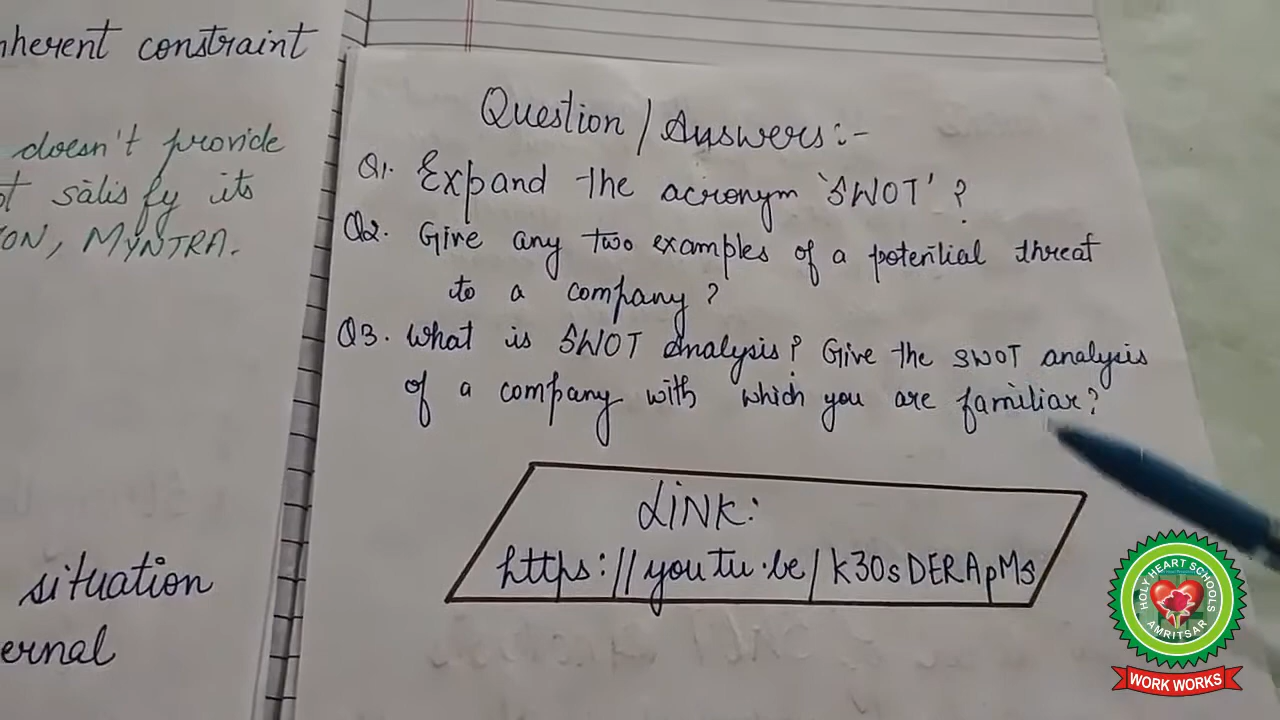 nherent constraint
doesn't provide
ot satisfy its
ON, MYNTRA.
situation
ernal
Question / Answers:-
Q1. Expand the acronym 'SWOT' ?
Q2. Give any two examples of a potential threat
to a company ?
Q3. What is SWOT Analysis? Give the SWOT analysis
of a company with which you are familiar?
LINK:
https://youtu.be/k30sDERApMs
HOLY HEART SCHOOLS
AMRITSAR
WORK WORKS